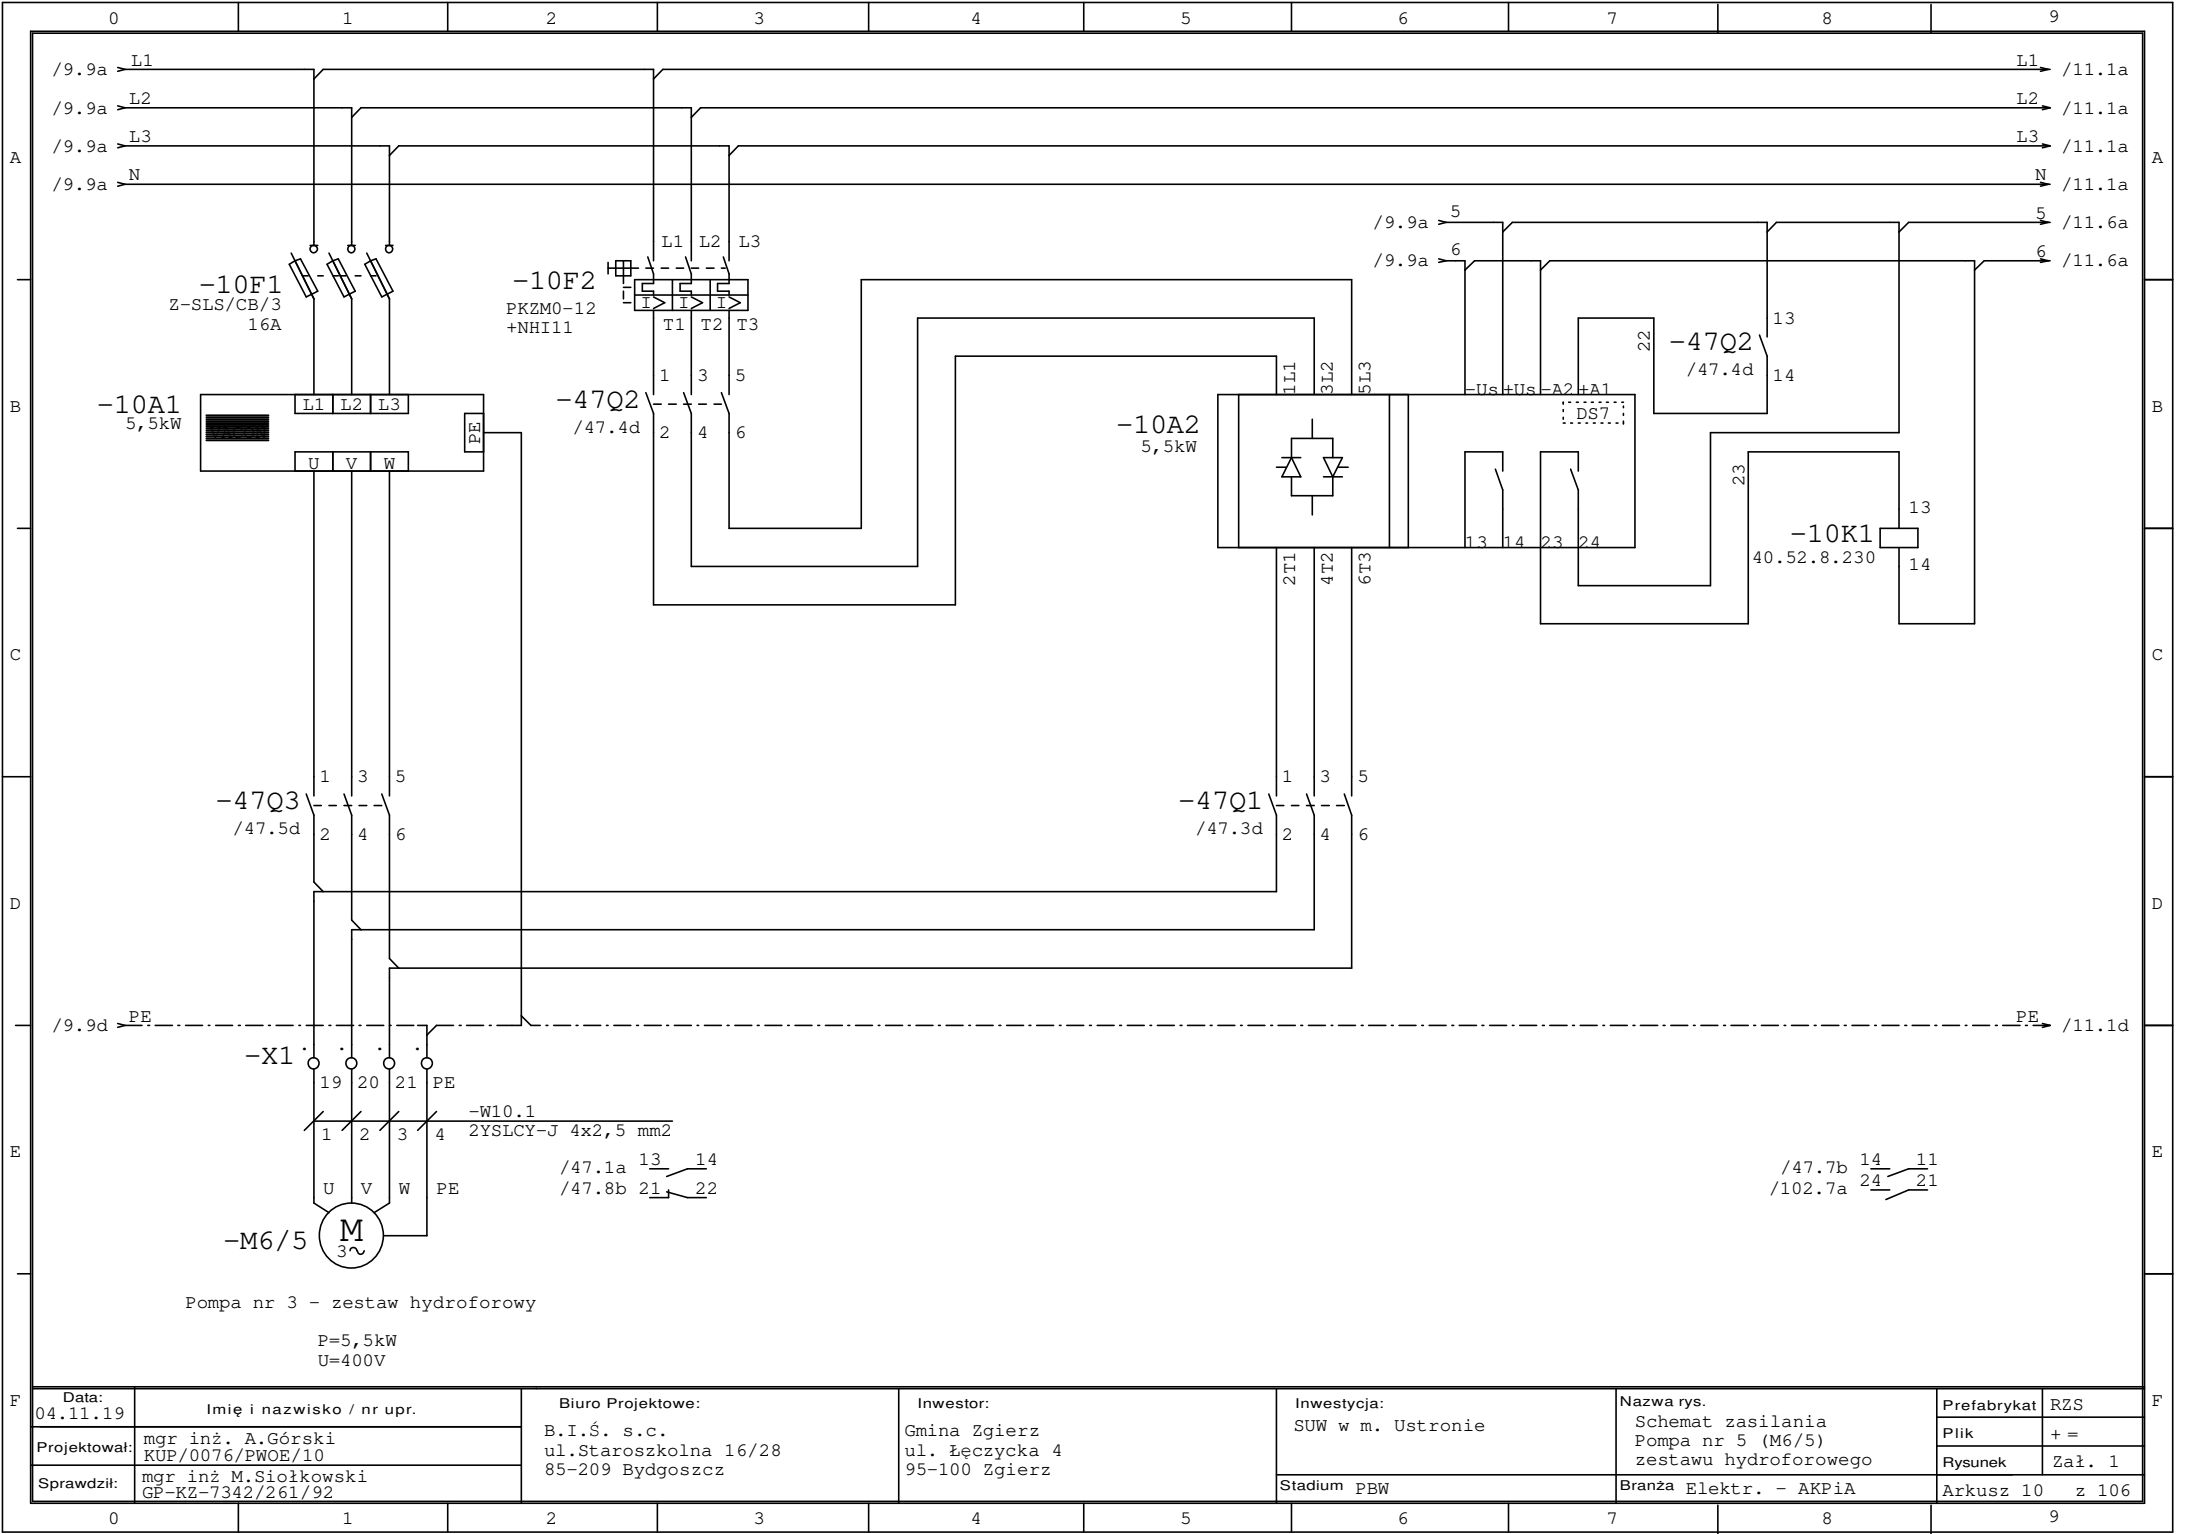 0 1 2 3 4 5 6 7 8 9
/9.9a L1 L1 /11.1a
/9.9a L2 L2 /11.1a
/9.9a L3 L3 /11.1a
A A
/9.9a N N /11.1a
/9.9a 5 5 /11.6a
/9.9a 6 6 /11.6a
L1 L2 L3
-10F1
Z-SLS/CB/3
16A
-10F2
PKZM0-12
+NHI11
I> I> I>
T1 T2 T3
13
22
-47Q2
/47.4d
14
1 3 5
-47Q2
/47.4d
2 4 6
1L1 3L2 5L3
-Us +Us -A2 +A1
DS7
B B
-10A1
5,5kW
L1 L2 L3
PE
U V W
-10A2
5,5kW
23
13
-10K1
40.52.8.230
14
13 14 23 24
2T1 4T2 6T3
C C
1 3 5
-47Q3
/47.5d
2 4 6
1 3 5
-47Q1
/47.3d
2 4 6
D D
/9.9d PE PE /11.1d
-X1
19 20 21 PE
-W10.1
2YSLCY-J 4x2,5 mm2
1 2 3 4
E E
/47.1a 13 14
/47.8b 21 22
/47.7b 14 11
/102.7a 24 21
U V W PE
-M6/5
M
3~
Pompa nr 3 - zestaw hydroforowy
P=5,5kW
U=400V
F F
Data:
04.11.19
Imię i nazwisko / nr upr.
Projektował:
mgr inż. A.Górski
KUP/0076/PWOE/10
Sprawdził:
mgr inż M.Siołkowski
GP-KZ-7342/261/92
Biuro Projektowe:
B.I.Ś. s.c.
ul.Staroszkolna 16/28
85-209 Bydgoszcz
Inwestor:
Gmina Zgierz
ul. Łęczycka 4
95-100 Zgierz
Inwestycja:
SUW w m. Ustronie
Stadium PBW
Nazwa rys.
Schemat zasilania
Pompa nr 5 (M6/5)
zestawu hydroforowego
Branża Elektr. - AKPiA
Prefabrykat RZS
Plik + =
Rysunek Zał. 1
Arkusz 10 z 106
0 1 2 3 4 5 6 7 8 9